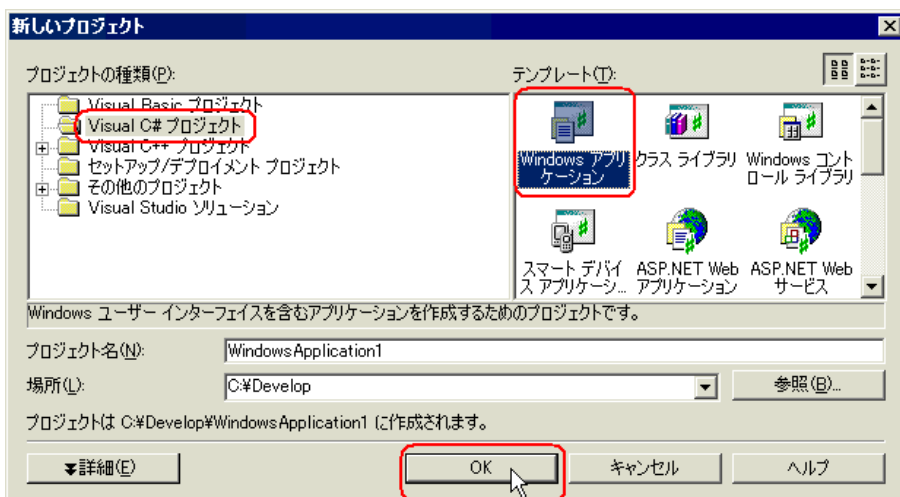 新しいプロジェクト
プロジェクトの種類(P):
Visual Basic プロジェクト
Visual C# プロジェクト
Visual C++ プロジェクト
セットアップ/デプロイメント プロジェクト
その他のプロジェクト
Visual Studio ソリューション
テンプレート(T):
Windows アプリ
ケーション
クラス ライブラリ
Windows コント
ロール ライブラリ
スマート デバイ
ス アプリケーシ...
ASP.NET Web
アプリケーション
ASP.NET Web
サービス
Windows ユーザー インターフェイスを含むアプリケーションを作成するためのプロジェクトです。
プロジェクト名(N):
WindowsApplication1
場所(L):
C:¥Develop
参照(B)...
プロジェクトは C:¥Develop¥WindowsApplication1 に作成されます。
詳細(E)
OK
キャンセル
ヘルプ